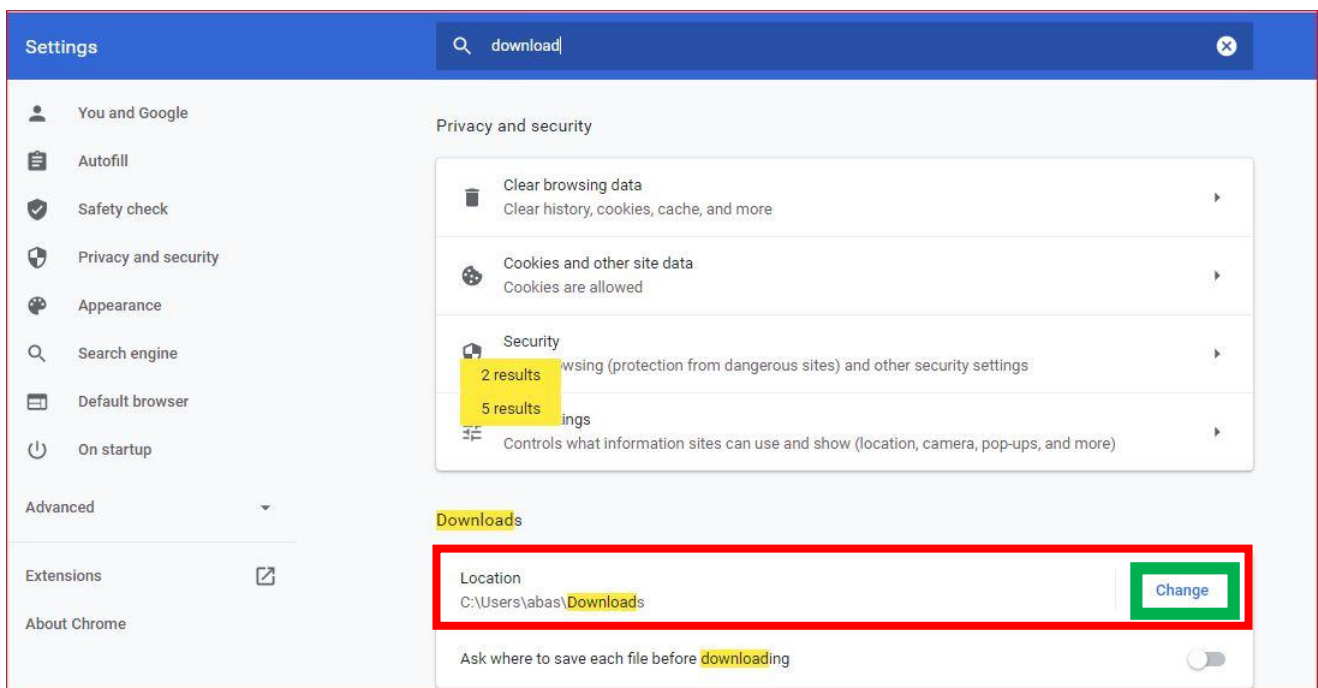 Settings
download
You and Google
Autofill
Safety check
Privacy and security
Appearance
Search engine
Default browser
On startup
Advanced
Extensions
About Chrome
Privacy and security
Clear browsing data
Clear history, cookies, cache, and more
Cookies and other site data
Cookies are allowed
Security
2 results
(protection from dangerous sites) and other security settings
5 results
Controls what information sites can use and show (location, camera, pop-ups, and more)
Downloads
Location
C:\Users\abas\Downloads
Change
Ask where to save each file before downloading